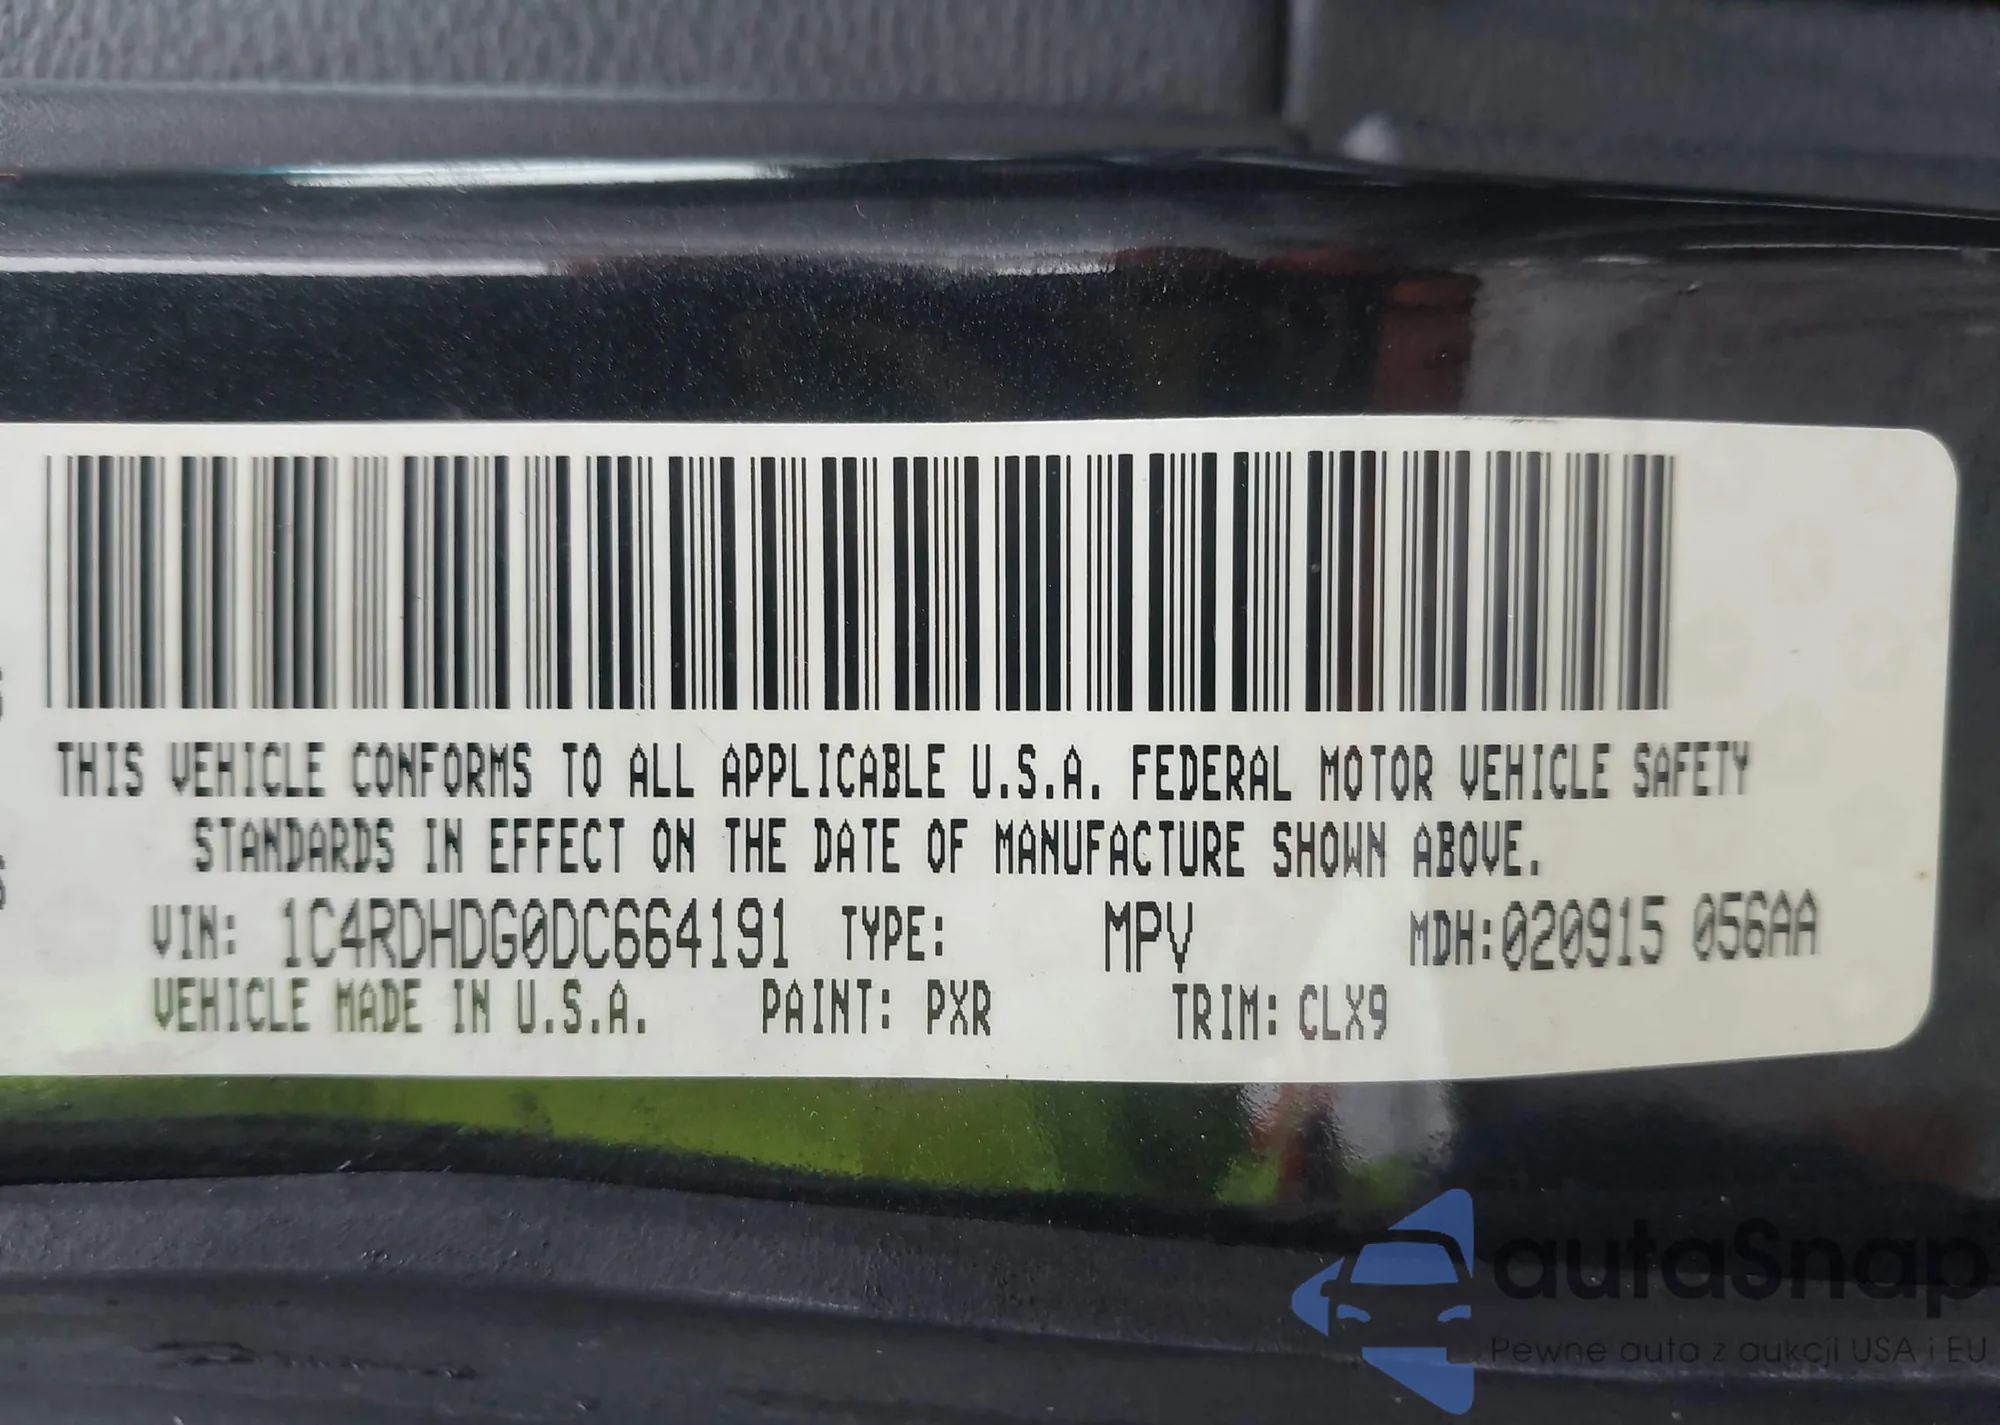 THIS VEHICLE CONFORMS TO ALL APPLICABLE U.S.A. FEDERAL MOTOR VEHICLE SAFETY
STANDARDS IN EFFECT ON THE DATE OF MANUFACTURE SHOWN ABOVE.
VIN: 1C4RDHDG0DC664191 TYPE: MPV MDH:020915 056AA
VEHICLE MADE IN U.S.A. PAINT: PXR TRIM: CLX9
autaSnap
Pewne auta z aukcji USA i EU